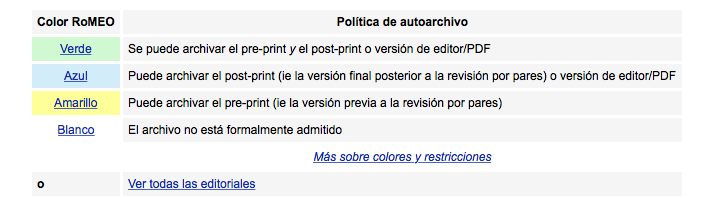 Color RoMEO Política de autoarchivo
Verde Se puede archivar el pre-print y el post-print o versión de editor/PDF
Azul Puede archivar el post-print (ie la versión final posterior a la revisión por pares) o versión de editor/PDF
Amarillo Puede archivar el pre-print (ie la versión previa a la revisión por pares)
Blanco El archivo no está formalmente admitido
Más sobre colores y restricciones
o Ver todas las editoriales